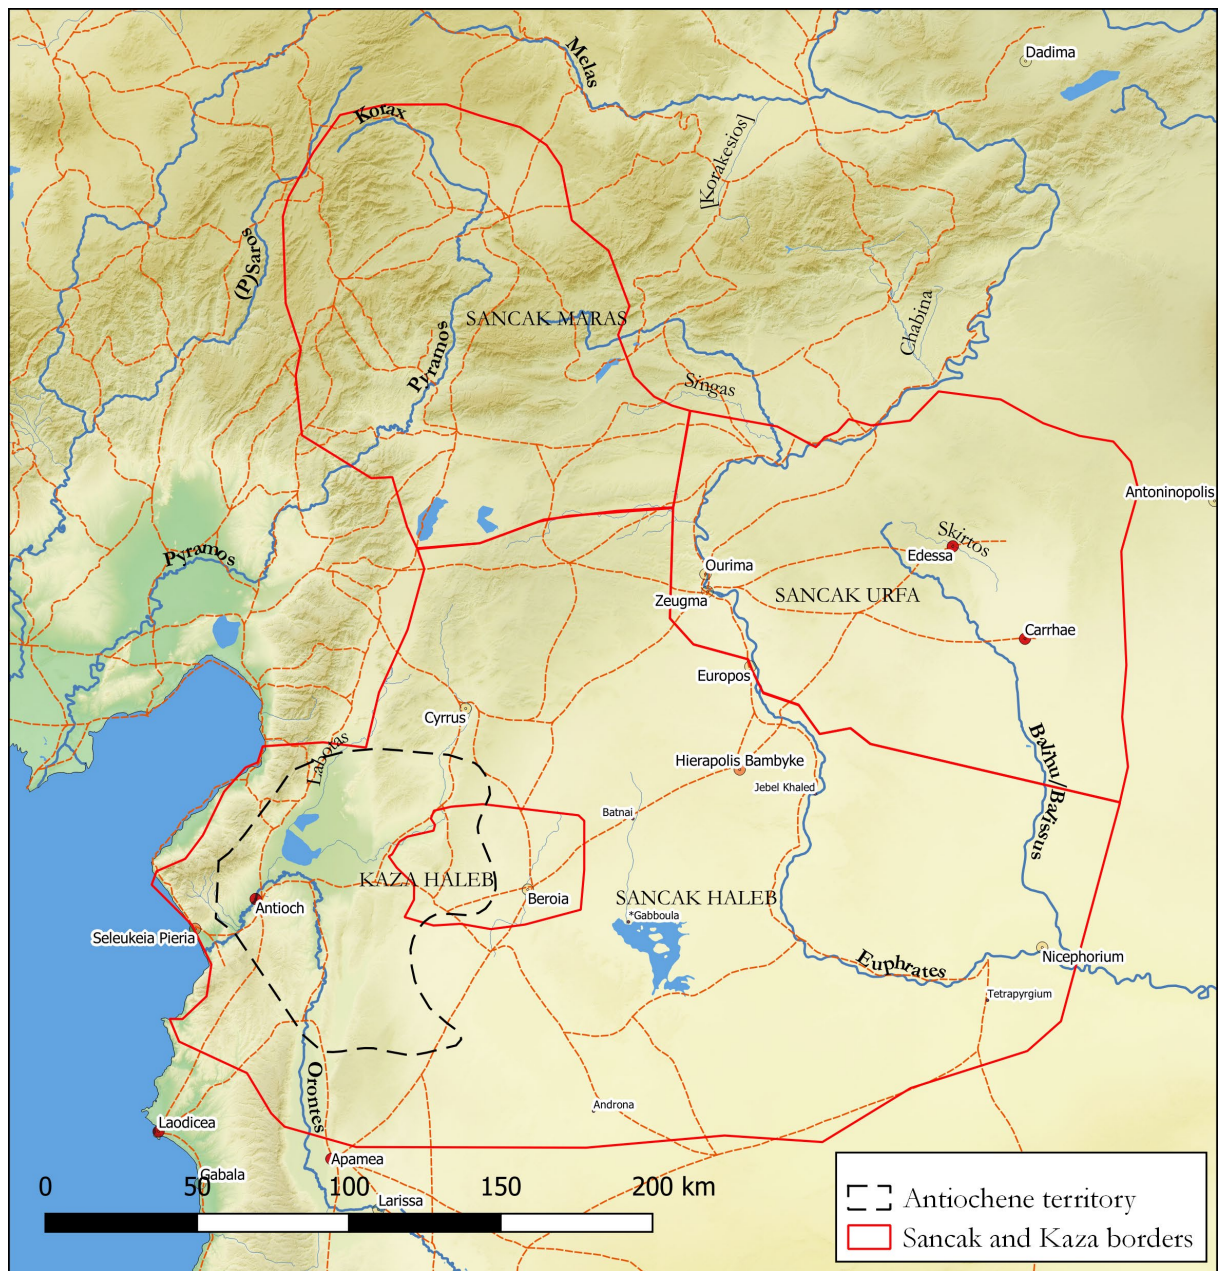 Melas
Dadima
Korax
[Korakesios]
(P)Saros
Chabina
SANCAK MARAS
Pyramos
Singas
Antoninopolis
Skirtos
Edessa
Pyramos
Ourima
SANCAK URFA
Zeugma
Carrhae
Europos
Cyrrus
Labotas
Balihu/Balissus
Hierapolis Bambyke
Jebel Khaled
Batnai
KAZA HALEB
Beroia
SANCAK HALEB
Antioch
*Gabboula
Seleukeia Pieria
Euphrates
Nicephorium
Tetrapyrgium
Orontes
Androna
Laodicea
Apamea
Gabala
Larissa
0 50 100 150 200 km
Antiochene territory
Sancak and Kaza borders